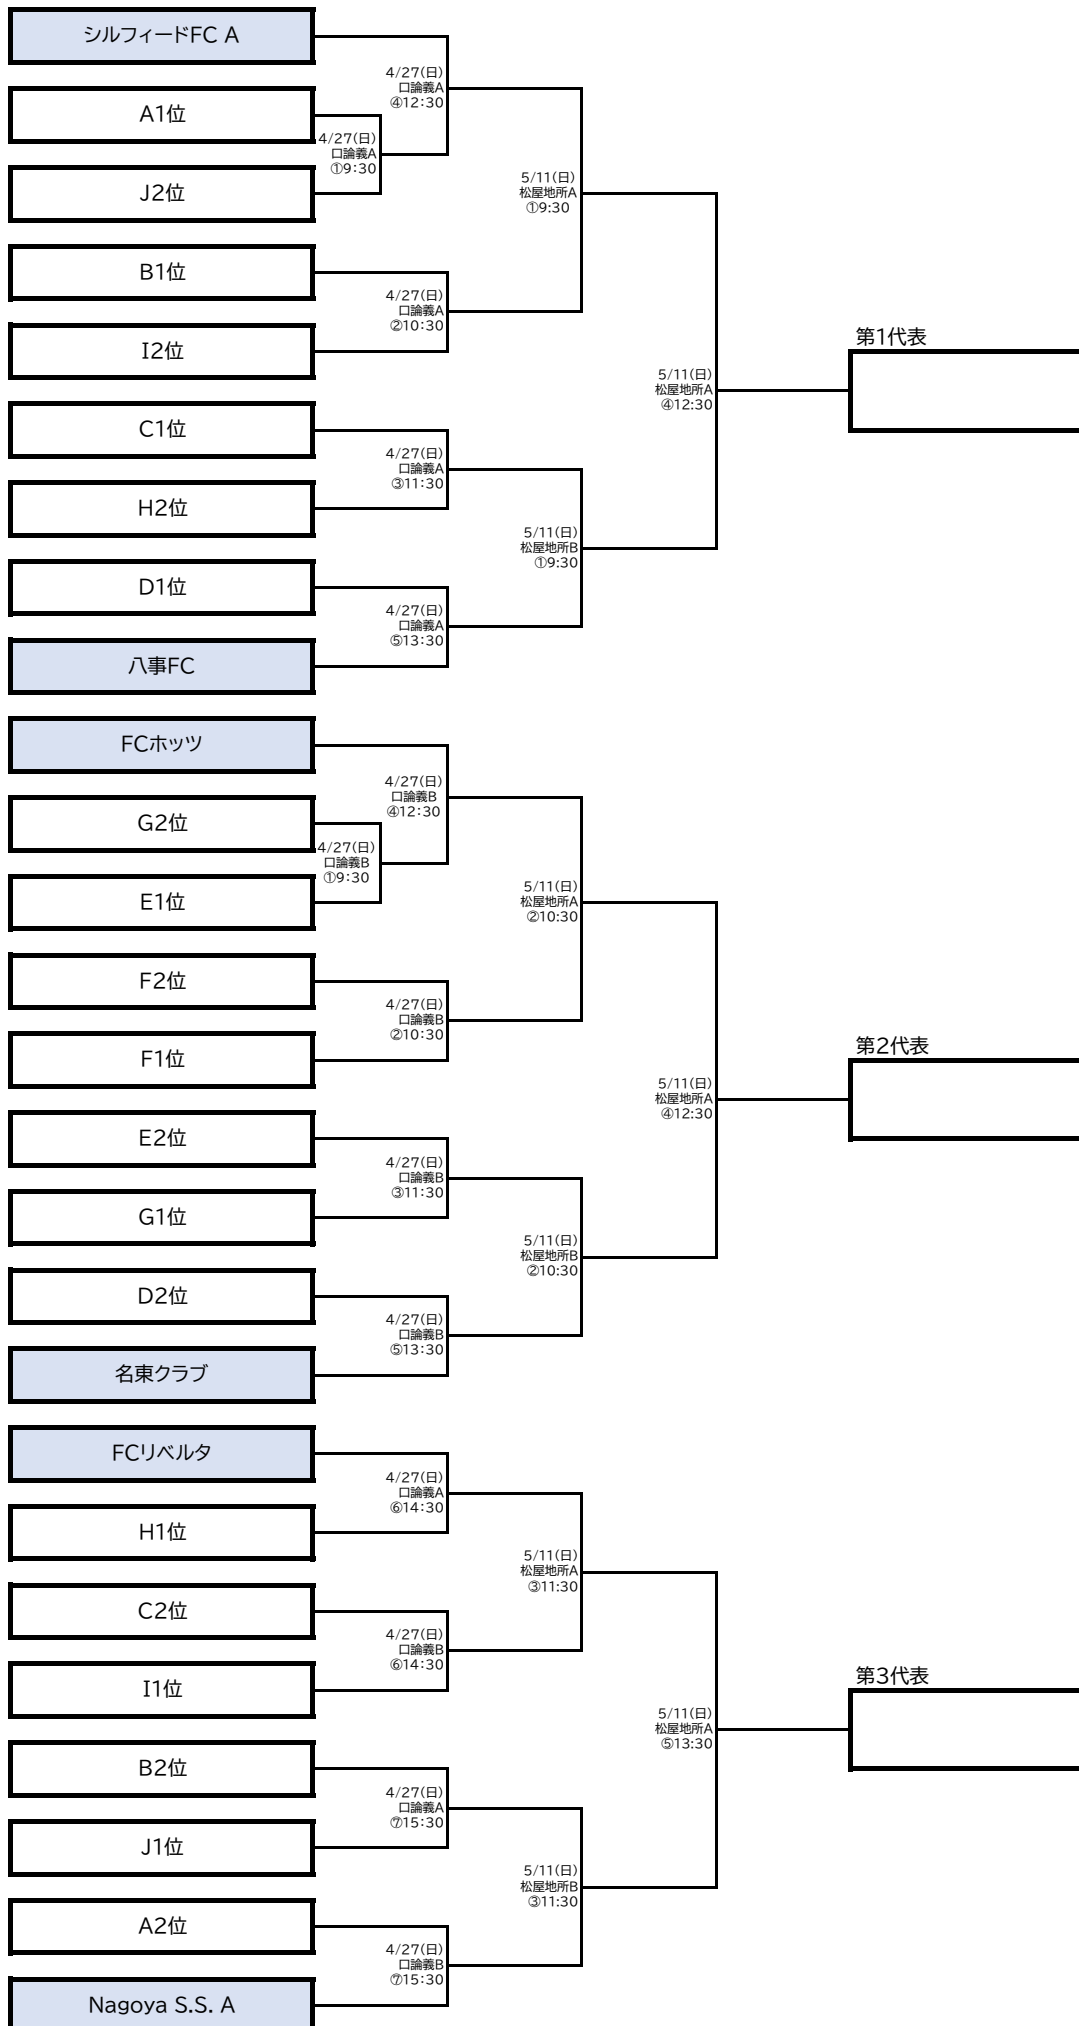 シルフィードFC A
4/27(日)
口論義A
④12:30
A1位
4/27(日)
口論義A
①9:30
J2位
5/11(日)
松屋地所A
①9:30
B1位
4/27(日)
口論義A
②10:30
I2位
第1代表
5/11(日)
松屋地所A
④12:30
C1位
4/27(日)
口論義A
③11:30
H2位
5/11(日)
松屋地所B
①9:30
D1位
4/27(日)
口論義A
⑤13:30
八事FC
FCホッツ
4/27(日)
口論義B
④12:30
G2位
4/27(日)
口論義B
①9:30
E1位
5/11(日)
松屋地所A
②10:30
F2位
4/27(日)
口論義B
②10:30
F1位
第2代表
5/11(日)
松屋地所A
④12:30
E2位
4/27(日)
口論義B
③11:30
G1位
5/11(日)
松屋地所B
②10:30
D2位
4/27(日)
口論義B
⑤13:30
名東クラブ
FCリベルタ
4/27(日)
口論義A
⑥14:30
H1位
5/11(日)
松屋地所A
③11:30
C2位
4/27(日)
口論義B
⑥14:30
I1位
第3代表
5/11(日)
松屋地所A
⑤13:30
B2位
4/27(日)
口論義A
⑦15:30
J1位
5/11(日)
松屋地所B
③11:30
A2位
4/27(日)
口論義B
⑦15:30
Nagoya S.S. A